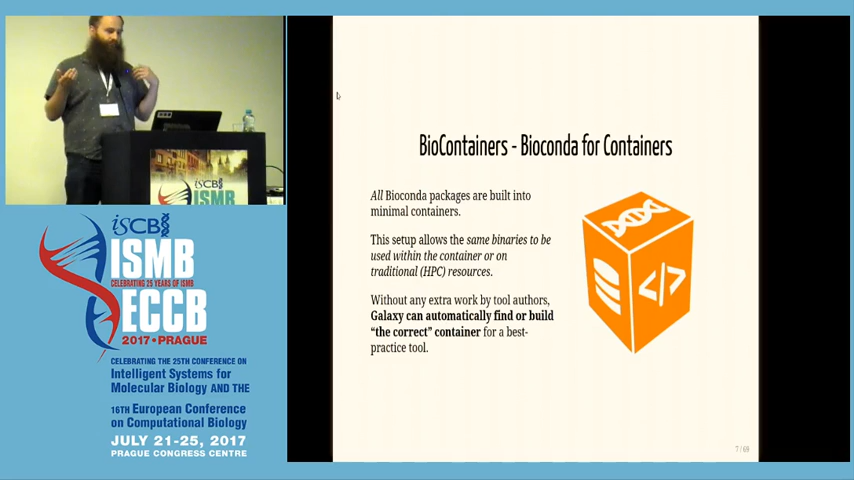 BioContainers - Bioconda for Containers
All Bioconda packages are built into
minimal containers.
This setup allows the same binaries to be
used within the container or on
traditional (HPC) resources.
Without any extra work by tool authors,
Galaxy can automatically find or build
"the correct" container for a best-
practice tool.
</>
7 / 69
iSCB
ISMB
iSCB
ISMB
CELEBRATING 25 YEARS OF ISMB
ECCB
2017 • PRAGUE
CELEBRATING THE 25TH CONFERENCE ON
Intelligent Systems for
Molecular Biology AND THE
16TH European Conference
on Computational Biology
JULY 21-25, 2017
PRAGUE CONGRESS CENTRE